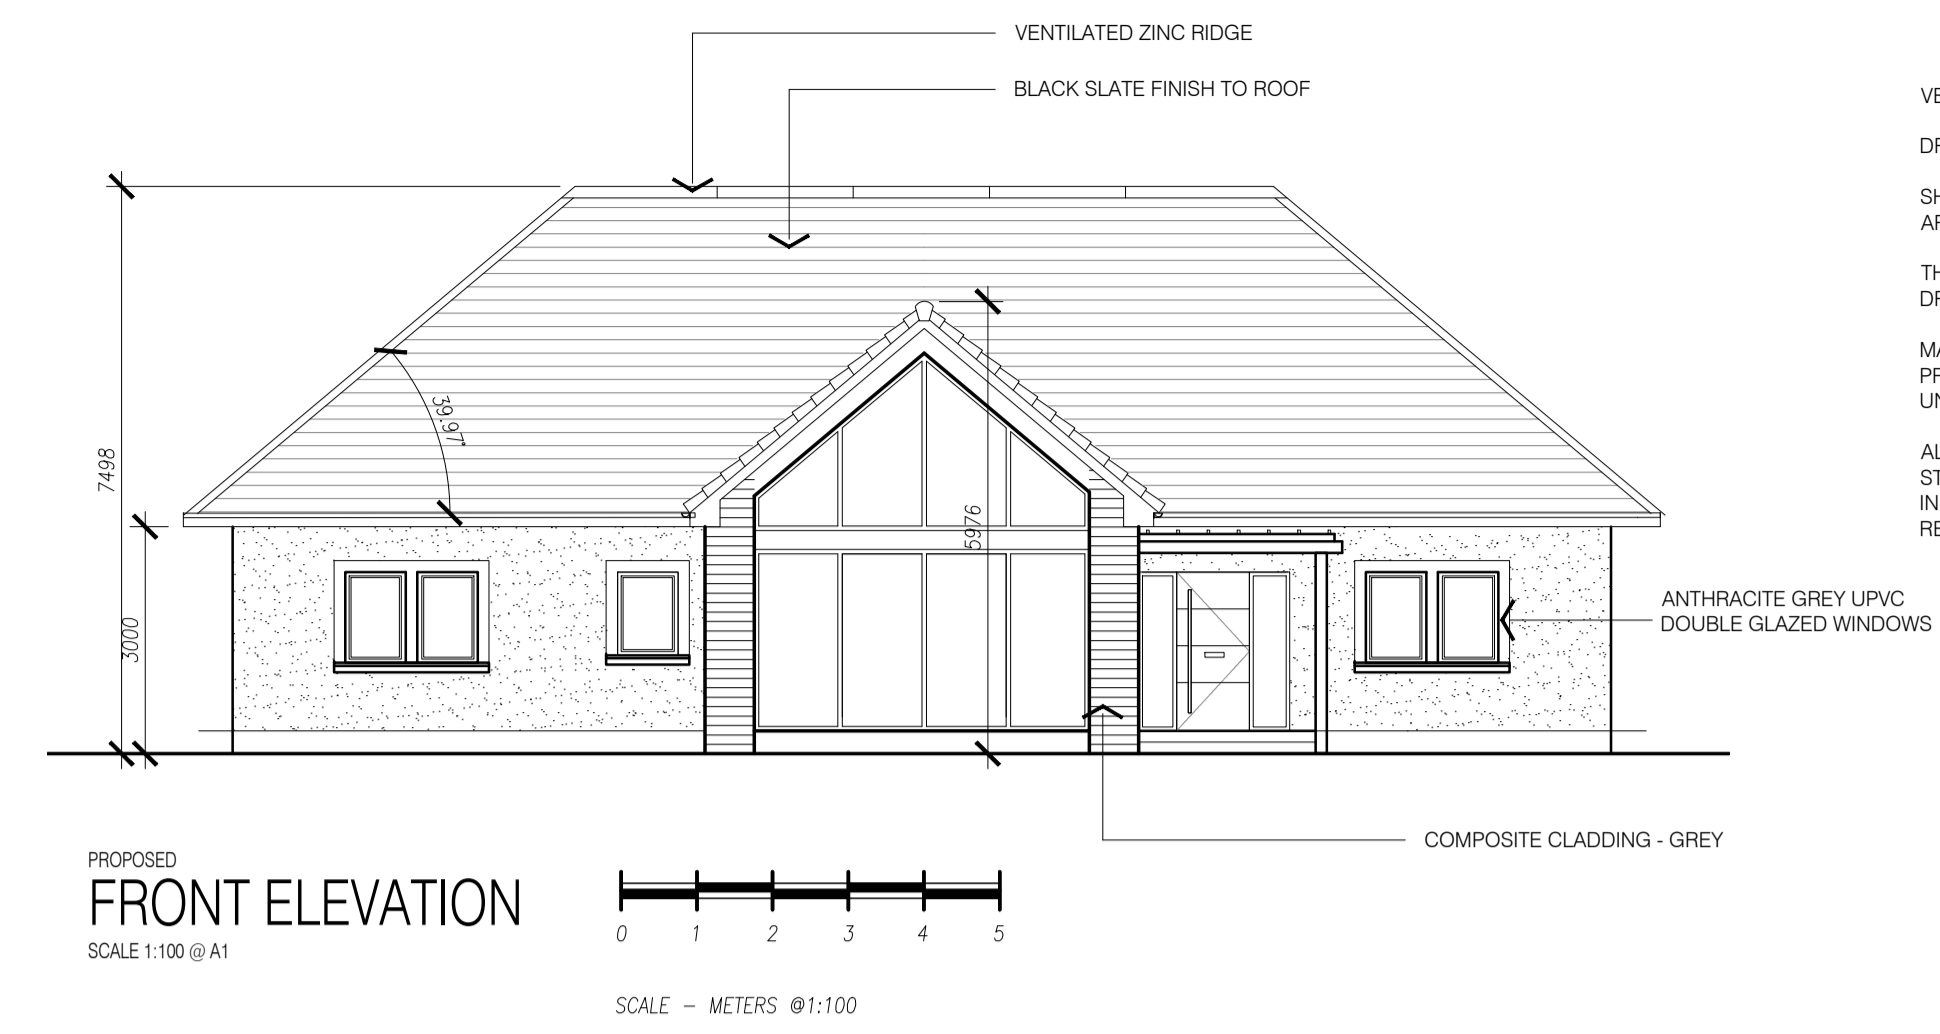 VENTILATED ZINC RIDGE
BLACK SLATE FINISH TO ROOF
7498
3000
39.97°
5976
ANTHRACITE GREY UPVC
DOUBLE GLAZED WINDOWS
COMPOSITE CLADDING - GREY
PROPOSED
FRONT ELEVATION
SCALE 1:100 @ A1
0 1 2 3 4 5
SCALE - METERS @1:100